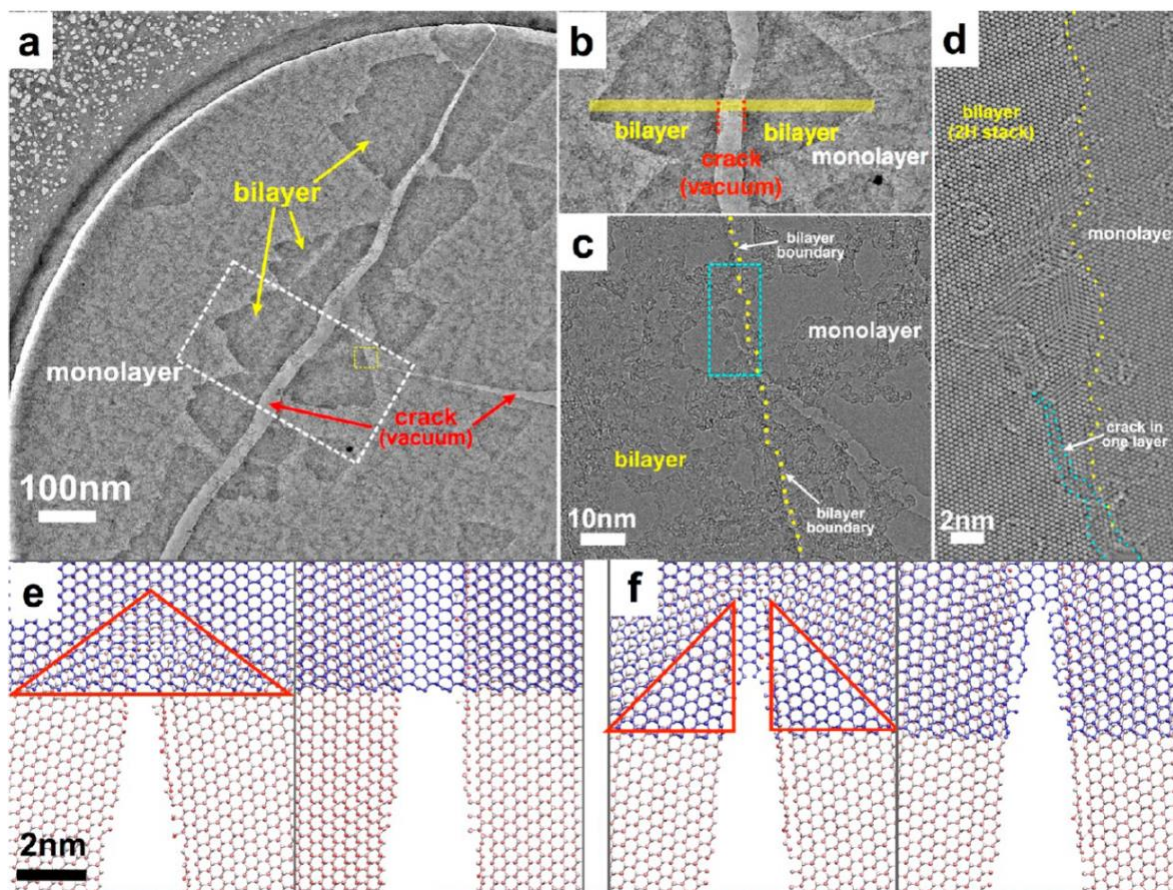 a
bilayer
monolayer
crack
(vacuum)
100nm
b
bilayer
bilayer
crack
(vacuum)
monolayer
c
bilayer
boundary
monolayer
bilayer
bilayer
boundary
10nm
d
bilayer
(2H stack)
monolaye
crack in
one layer
2nm
e
2nm
f